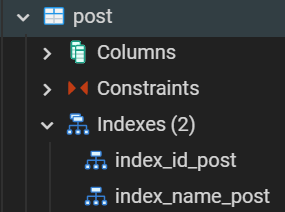 post
Columns
Constraints
Indexes (2)
index_id_post
index_name_post